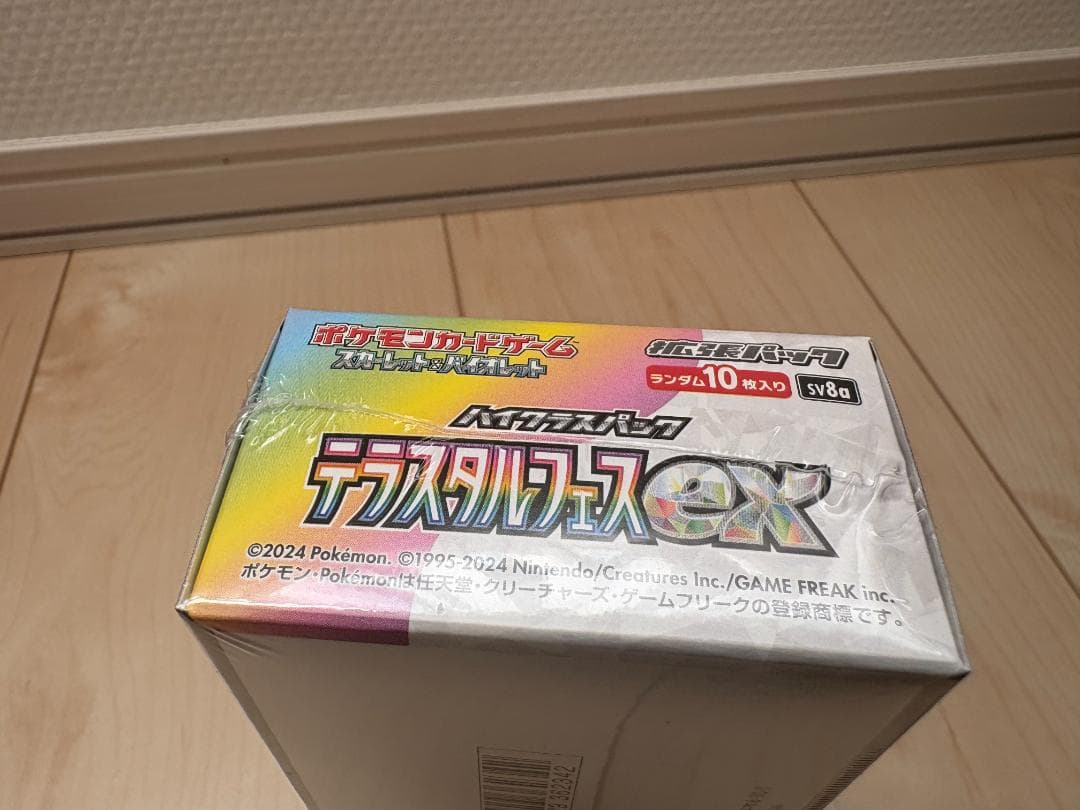 ポケモンカードゲーム
スカーレット&バイオレット
拡張パック
ランダム10枚入り
SV8a
ハイクラスパック
テラスタル・フェスex
©2024 Pokémon. ©1995-2024 Nintendo/Creatures Inc./GAME FREAK inc.
ポケモン・Pokémonは任天堂・クリーチャーズ・ゲームフリークの登録商標です。
362342